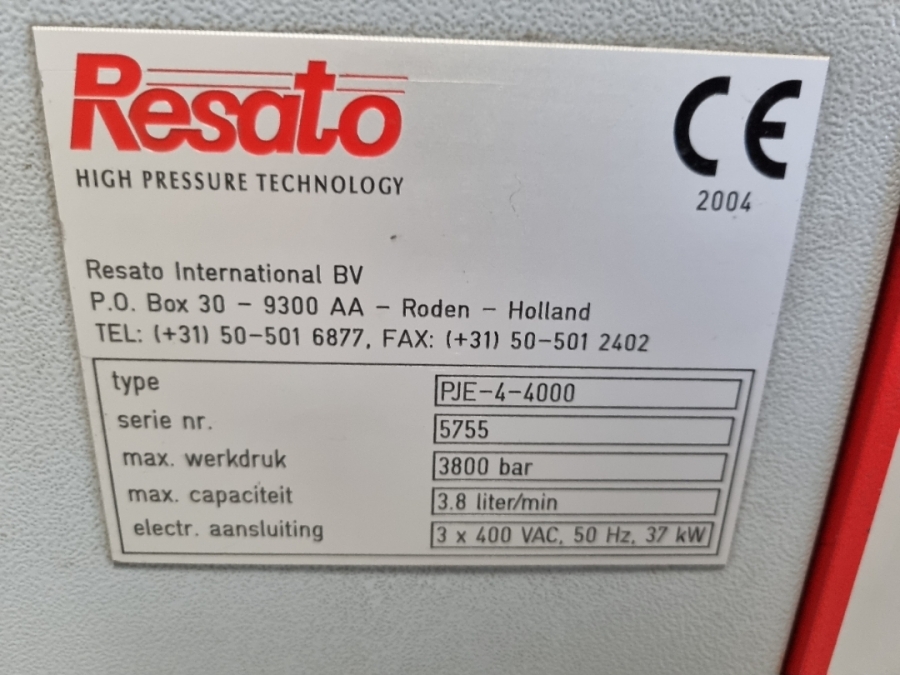 Resato
HIGH PRESSURE TECHNOLOGY
CE
2004
Resato International BV
P.O. Box 30 – 9300 AA – Roden – Holland
TEL: (+31) 50–501 6877, FAX: (+31) 50–501 2402
type PJE–4–4000
serie nr. 5755
max. werkdruk 3800 bar
max. capaciteit 3.8 liter/min
electr. aansluiting 3 x 400 VAC, 50 Hz, 37 kW